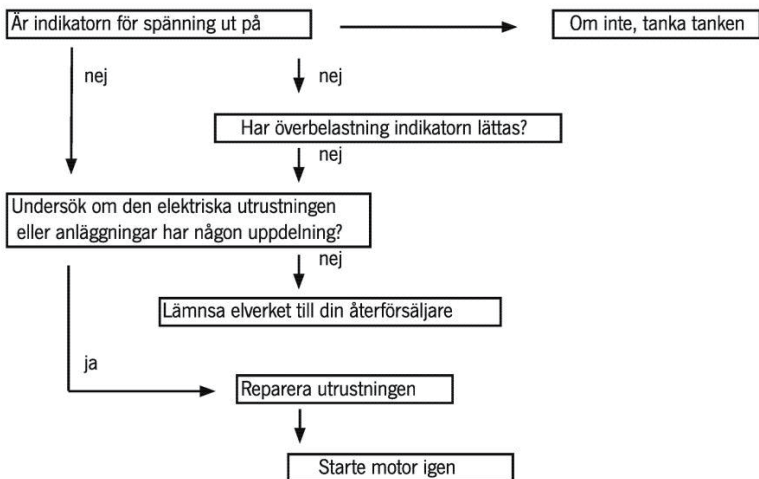 Är indikatorn för spänning ut på
Om inte, tanka tanken
nej
nej
Har överbelastning indikatorn lättas?
nej
Undersök om den elektriska utrustningen
eller anläggningar har någon uppdelning?
nej
Lämnsa elverket till din återförsäljare
ja
Reparera utrustningen
Starte motor igen